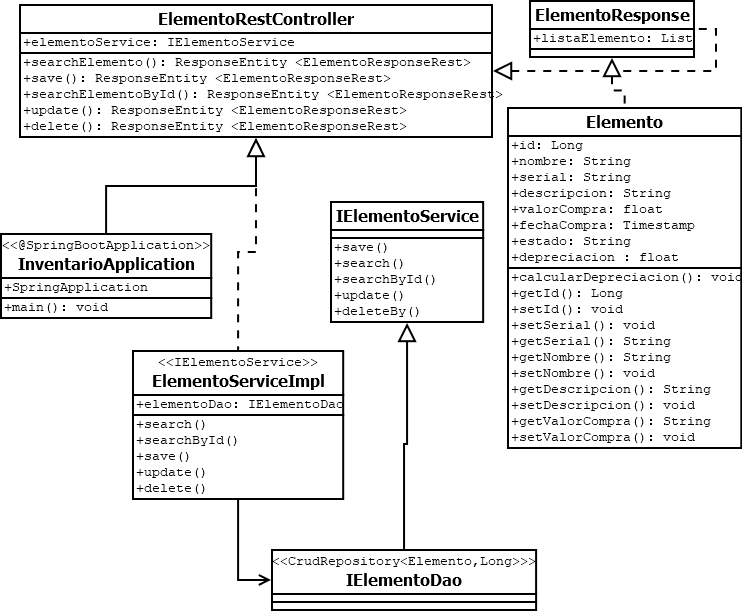 ElementoRestController
+elementoService: IElementoService
+searchElemento(): ResponseEntity <ElementoResponseRest>
+save(): ResponseEntity <ElementoResponseRest>
+searchElementoById(): ResponseEntity <ElementoResponseRest>
+update(): ResponseEntity <ElementoResponseRest>
+delete(): ResponseEntity <ElementoResponseRest>
ElementoResponse
+listaElemento: List
Elemento
+id: Long
+nombre: String
+serial: String
+descripcion: String
+valorCompra: float
+fechaCompra: Timestamp
+estado: String
+depreciacion : float
+calcularDepreciacion(): void
+getId(): Long
+setId(): void
+setSerial(): void
+getSerial(): String
+getNombre(): String
+setNombre(): void
+getDescripcion(): String
+setDescripcion(): void
+getValorCompra(): String
+setValorCompra(): void
<<@SpringBootApplication>>
InventarioApplication
+SpringApplication
+main(): void
IElementoService
+save()
+search()
+searchById()
+update()
+deleteBy()
<<IElementoService>>
ElementoServiceImpl
+elementoDao: IElementoDao
+search()
+searchById()
+save()
+update()
+delete()
<<CrudRepository<Elemento,Long>>>
IElementoDao